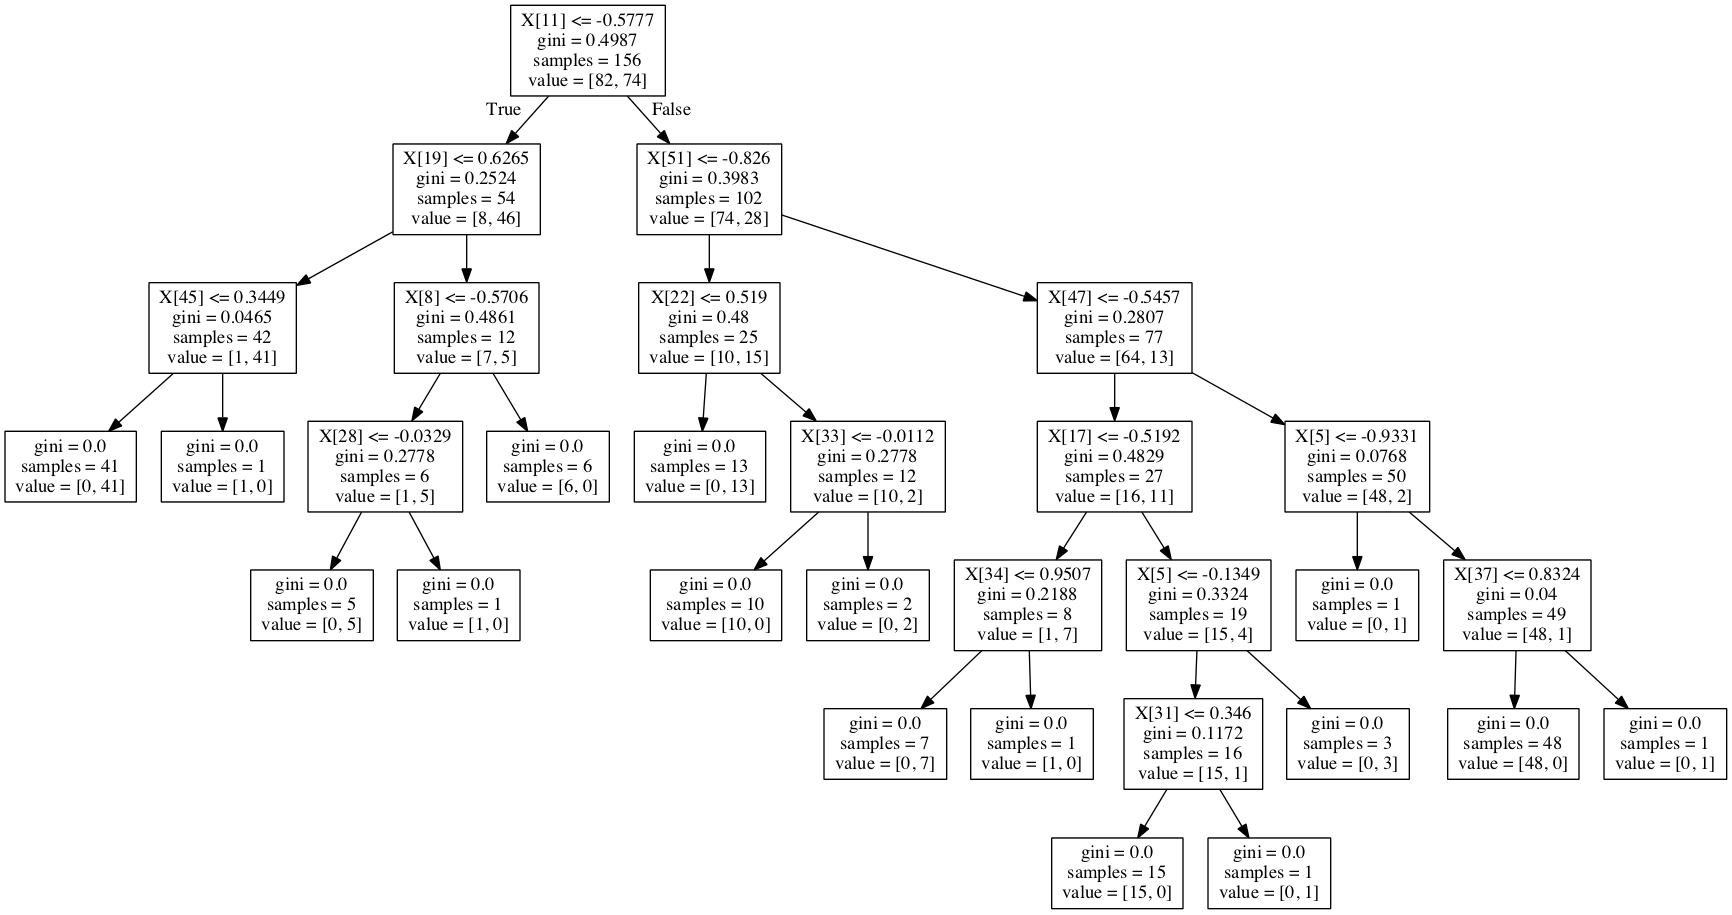 X[11] <= -0.5777
gini = 0.4987
samples = 156
value = [82, 74]
True
False
X[19] <= 0.6265
gini = 0.2524
samples = 54
value = [8, 46]
X[51] <= -0.826
gini = 0.3983
samples = 102
value = [74, 28]
X[45] <= 0.3449
gini = 0.0465
samples = 42
value = [1, 41]
X[8] <= -0.5706
gini = 0.4861
samples = 12
value = [7, 5]
X[22] <= 0.519
gini = 0.48
samples = 25
value = [10, 15]
X[47] <= -0.5457
gini = 0.2807
samples = 77
value = [64, 13]
gini = 0.0
samples = 41
value = [0, 41]
gini = 0.0
samples = 1
value = [1, 0]
X[28] <= -0.0329
gini = 0.2778
samples = 6
value = [1, 5]
gini = 0.0
samples = 6
value = [6, 0]
gini = 0.0
samples = 13
value = [0, 13]
X[33] <= -0.0112
gini = 0.2778
samples = 12
value = [10, 2]
X[17] <= -0.5192
gini = 0.4829
samples = 27
value = [16, 11]
X[5] <= -0.9331
gini = 0.0768
samples = 50
value = [48, 2]
gini = 0.0
samples = 5
value = [0, 5]
gini = 0.0
samples = 1
value = [1, 0]
gini = 0.0
samples = 10
value = [10, 0]
gini = 0.0
samples = 2
value = [0, 2]
X[34] <= 0.9507
gini = 0.2188
samples = 8
value = [1, 7]
X[5] <= -0.1349
gini = 0.3324
samples = 19
value = [15, 4]
gini = 0.0
samples = 1
value = [0, 1]
X[37] <= 0.8324
gini = 0.04
samples = 49
value = [48, 1]
gini = 0.0
samples = 7
value = [0, 7]
gini = 0.0
samples = 1
value = [1, 0]
X[31] <= 0.346
gini = 0.1172
samples = 16
value = [15, 1]
gini = 0.0
samples = 3
value = [0, 3]
gini = 0.0
samples = 48
value = [48, 0]
gini = 0.0
samples = 1
value = [0, 1]
gini = 0.0
samples = 15
value = [15, 0]
gini = 0.0
samples = 1
value = [0, 1]